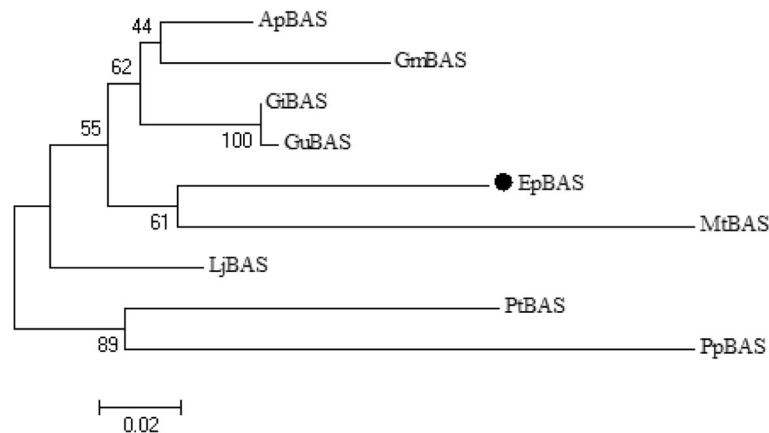 44
ApBAS
GmBAS
62
GiBAS
55
100
GuBAS
EpBAS
61
MtBAS
LjBAS
PtBAS
89
PpBAS
0.02